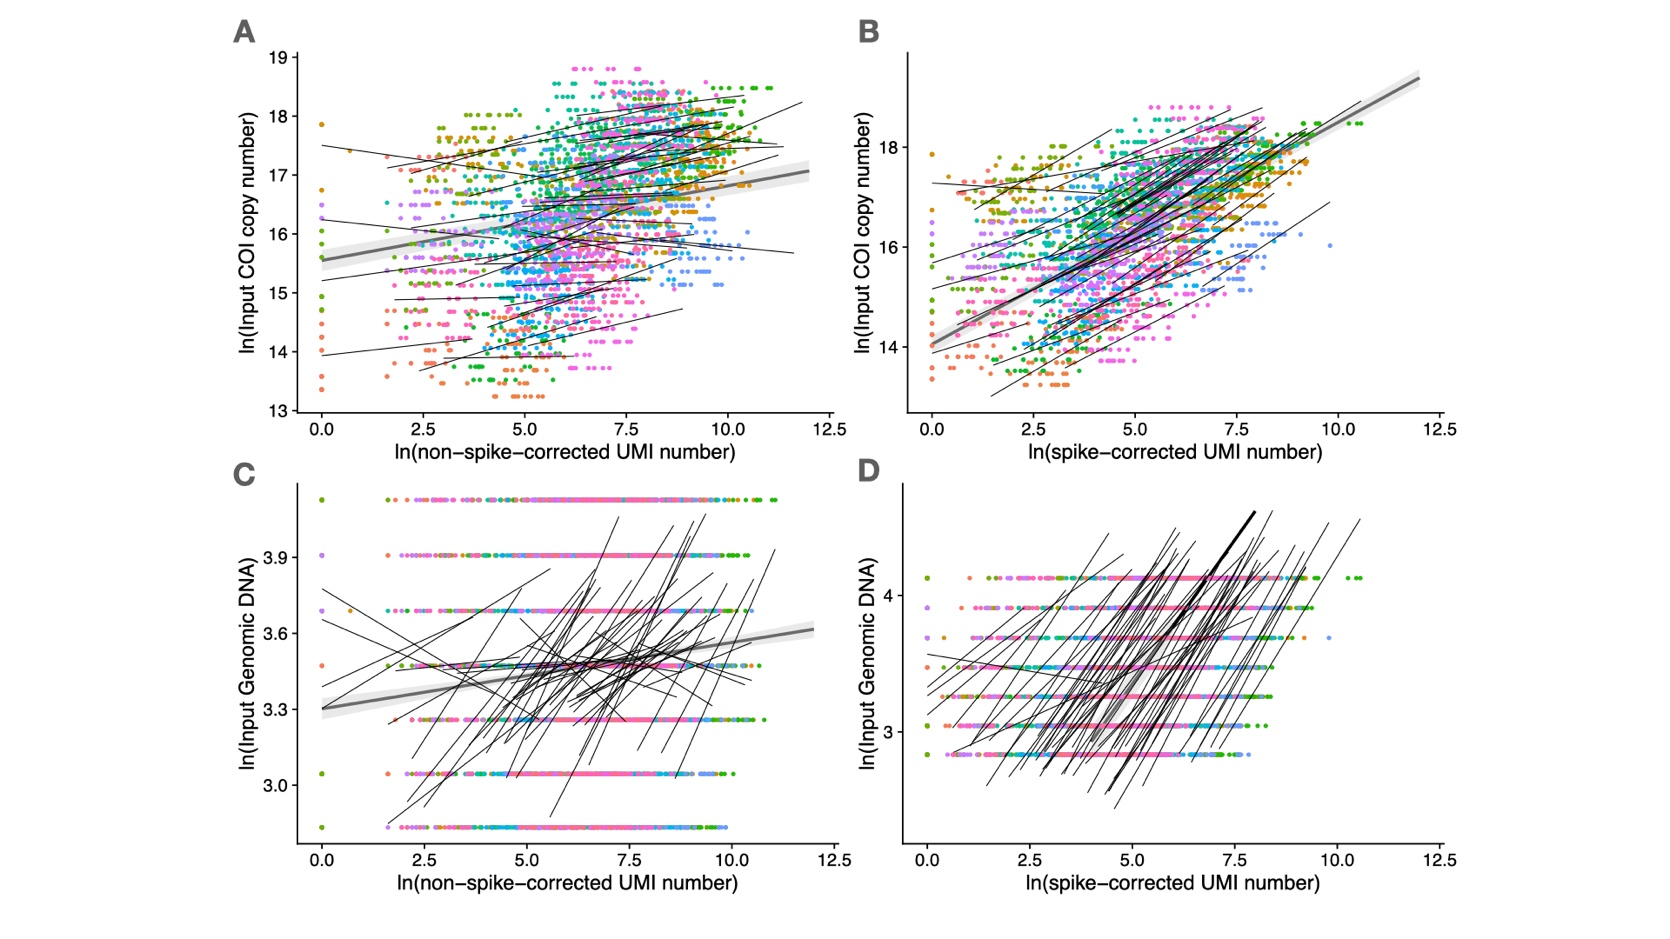 A
19
18
17
16
15
14
13
ln(Input COI copy number)
0.0 2.5 5.0 7.5 10.0 12.5
ln(non−spike−corrected UMI number)
B
18
16
14
ln(Input COI copy number)
0.0 2.5 5.0 7.5 10.0 12.5
ln(spike−corrected UMI number)
C
3.9
3.6
3.3
3.0
ln(Input Genomic DNA)
0.0 2.5 5.0 7.5 10.0 12.5
ln(non−spike−corrected UMI number)
D
4
3
ln(Input Genomic DNA)
0.0 2.5 5.0 7.5 10.0 12.5
ln(spike−corrected UMI number)